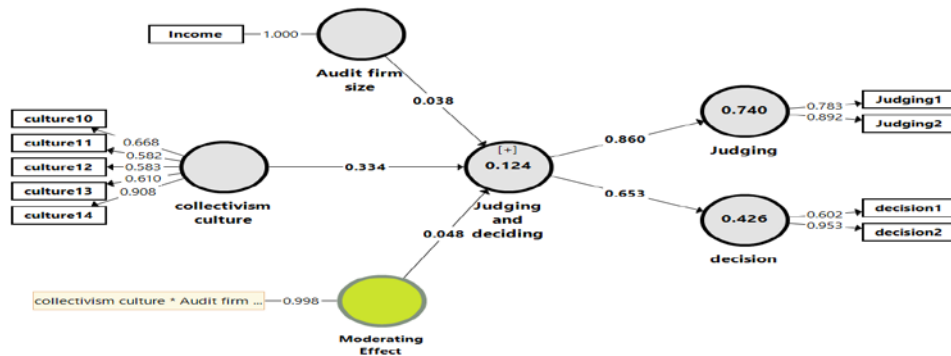 Income
1.000
Audit firm
size
0.038
culture10
culture11
culture12
culture13
culture14
0.668
0.582
0.583
0.610
0.908
collectivism
culture
0.334
[+]
0.124
Judging
and
deciding
0.048
collectivism culture * Audit firm ...
0.998
Moderating
Effect
0.860
0.653
0.740
Judging
0.783
0.892
Judging1
Judging2
0.426
decision
0.602
0.953
decision1
decision2